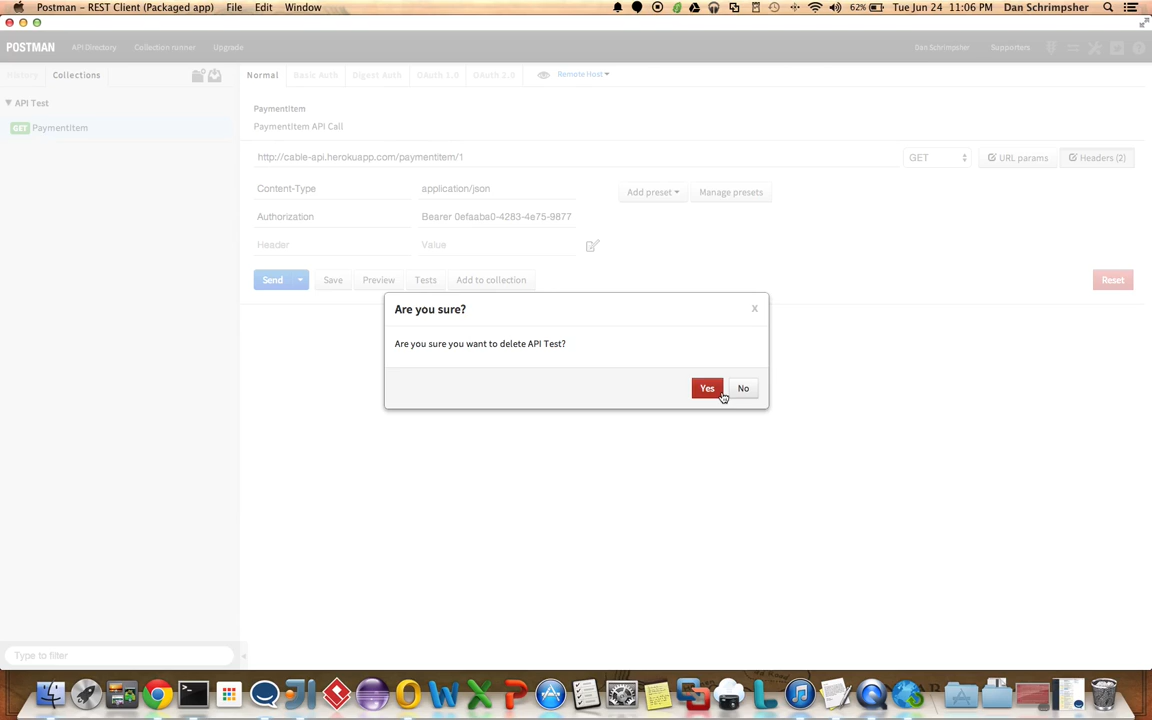 Postman - REST Client (Packaged app) File Edit Window 62% Tue Jun 24 11:06 PM Dan Schrimpsher
POSTMAN API Directory Collection runner Upgrade Dan Schrimpsher Supporters
History Collections Normal Basic Auth Digest Auth OAuth 1.0 OAuth 2.0 Remote Host
API Test
GET PaymentItem
PaymentItem
PaymentItem API Call
http://cable-api.herokuapp.com/paymentitem/1 GET URL params Headers (2)
Content-Type application/json Add preset Manage presets
Authorization Bearer 0efaaba0-4283-4e75-9877
Header Value
Send Save Preview Tests Add to collection Reset
Are you sure? X
Are you sure you want to delete API Test?
Yes No
Type to filter